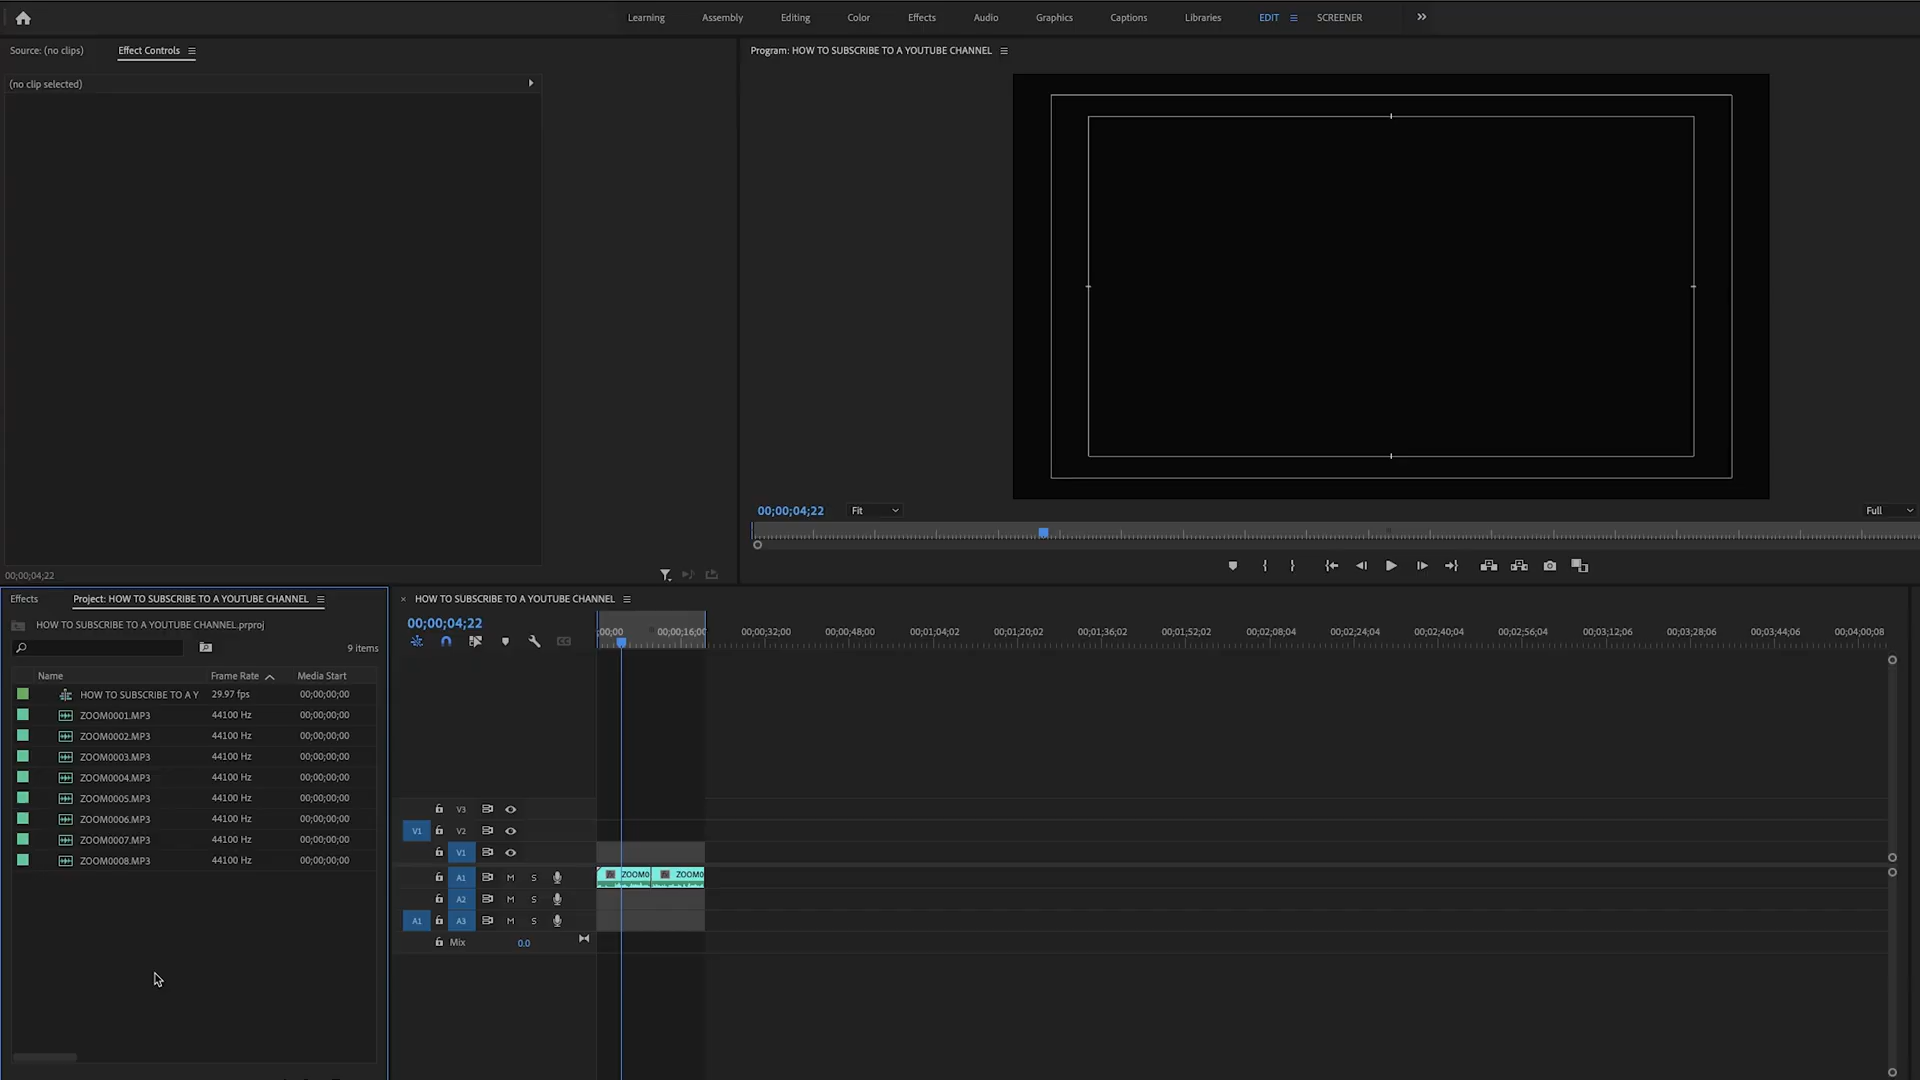 Learning Assembly Editing Color Effects Audio Graphics Captions Libraries EDIT SCREENER
Source: (no clips) Effect Controls
Program: HOW TO SUBSCRIBE TO A YOUTUBE CHANNEL
(no clip selected)
00;00;04;22 Fit Full
00;00;04;22
Effects Project: HOW TO SUBSCRIBE TO A YOUTUBE CHANNEL
HOW TO SUBSCRIBE TO A YOUTUBE CHANNEL.prproj
9 items
Name Frame Rate Media Start
HOW TO SUBSCRIBE TO A Y 29.97 fps 00;00;00;00
ZOOM0001.MP3 44100 Hz 00;00;00;00
ZOOM0002.MP3 44100 Hz 00;00;00;00
ZOOM0003.MP3 44100 Hz 00;00;00;00
ZOOM0004.MP3 44100 Hz 00;00;00;00
ZOOM0005.MP3 44100 Hz 00;00;00;00
ZOOM0006.MP3 44100 Hz 00;00;00;00
ZOOM0007.MP3 44100 Hz 00;00;00;00
ZOOM0008.MP3 44100 Hz 00;00;00;00
HOW TO SUBSCRIBE TO A YOUTUBE CHANNEL
00;00;04;22
;00;00 00;00;16;00 00;00;32;00 00;00;48;00 00;01;04;02 00;01;20;02 00;01;36;02 00;01;52;02 00;02;08;04 00;02;24;04 00;02;40;04 00;02;56;04 00;03;12;06 00;03;28;06 00;03;44;06 00;04;00;08
V3
V1 V2
V1
A1 M S ZOOM0 ZOOM0
A2 M S
A1 A3 M S
Mix 0.0